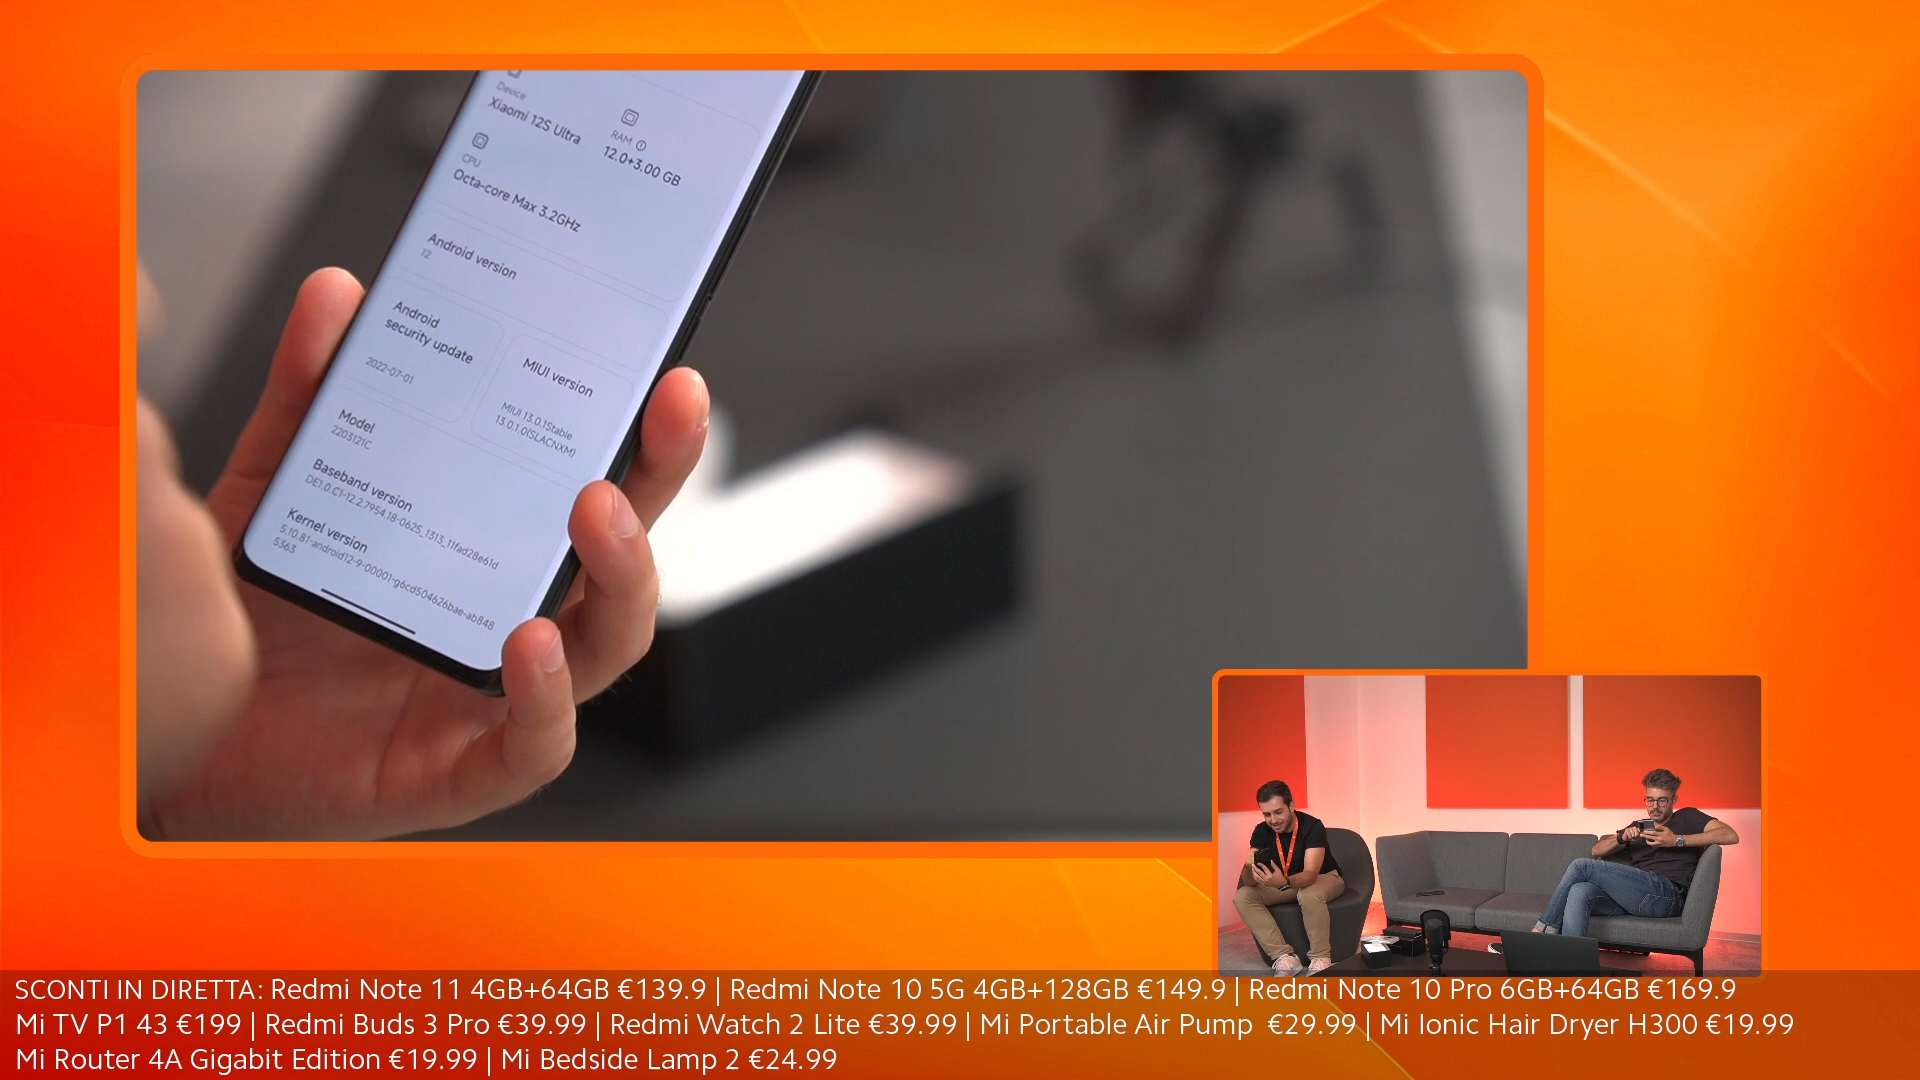 Device
Xiaomi 12S Ultra
RAM
12.0+3.00 GB
CPU
Octa-core Max 3.2GHz
Android version
12
Android
security update
2022-07-01
MIUI version
MIUI 13.0.1Stable
13.0.1.0(SLACNXM)
Model
2203121C
Baseband version
DE1.0.C1-12.2.7954.18-0625_1313_11fad28e61d
Kernel version
5.10.81-android12-9-00001-g6cd504626bae-ab848
5363
SCONTI IN DIRETTA: Redmi Note 11 4GB+64GB €139.9 | Redmi Note 10 5G 4GB+128GB €149.9 | Redmi Note 10 Pro 6GB+64GB €169.9
Mi TV P1 43 €199 | Redmi Buds 3 Pro €39.99 | Redmi Watch 2 Lite €39.99 | Mi Portable Air Pump €29.99 | Mi Ionic Hair Dryer H300 €19.99
Mi Router 4A Gigabit Edition €19.99 | Mi Bedside Lamp 2 €24.99